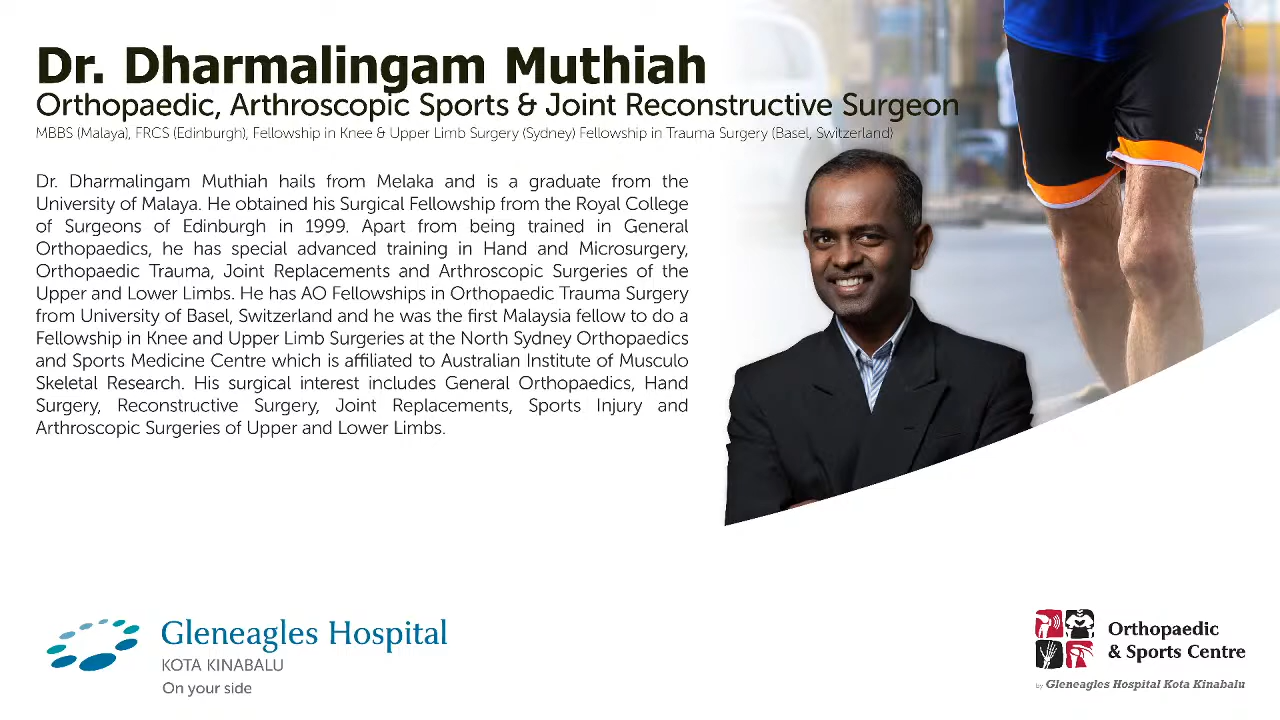 Dr. Dharmalingam Muthiah
Orthopaedic, Arthroscopic Sports & Joint Reconstructive Surgeon
MBBS (Malaya), FRCS (Edinburgh), Fellowship in Knee & Upper Limb Surgery (Sydney) Fellowship in Trauma Surgery (Basel, Switzerland)
Dr. Dharmalingam Muthiah hails from Melaka and is a graduate from the
University of Malaya. He obtained his Surgical Fellowship from the Royal College
of Surgeons of Edinburgh in 1999. Apart from being trained in General
Orthopaedics, he has special advanced training in Hand and Microsurgery,
Orthopaedic Trauma, Joint Replacements and Arthroscopic Surgeries of the
Upper and Lower Limbs. He has AO Fellowships in Orthopaedic Trauma Surgery
from University of Basel, Switzerland and he was the first Malaysia fellow to do a
Fellowship in Knee and Upper Limb Surgeries at the North Sydney Orthopaedics
and Sports Medicine Centre which is affiliated to Australian Institute of Musculo
Skeletal Research. His surgical interest includes General Orthopaedics, Hand
Surgery, Reconstructive Surgery, Joint Replacements, Sports Injury and
Arthroscopic Surgeries of Upper and Lower Limbs.
Gleneagles Hospital
KOTA KINABALU
On your side
Orthopaedic
& Sports Centre
by Gleneagles Hospital Kota Kinabalu